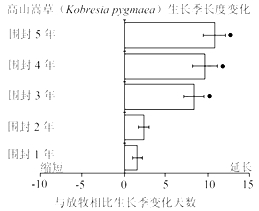 高山嵩草(Kobresia pygmaea)生长季长度变化
围封 5 年
围封 4 年
围封 3 年
围封 2 年
围封 1 年
缩短 延长
-10 -5 0 5 10 15
与放牧相比生长季变化天数